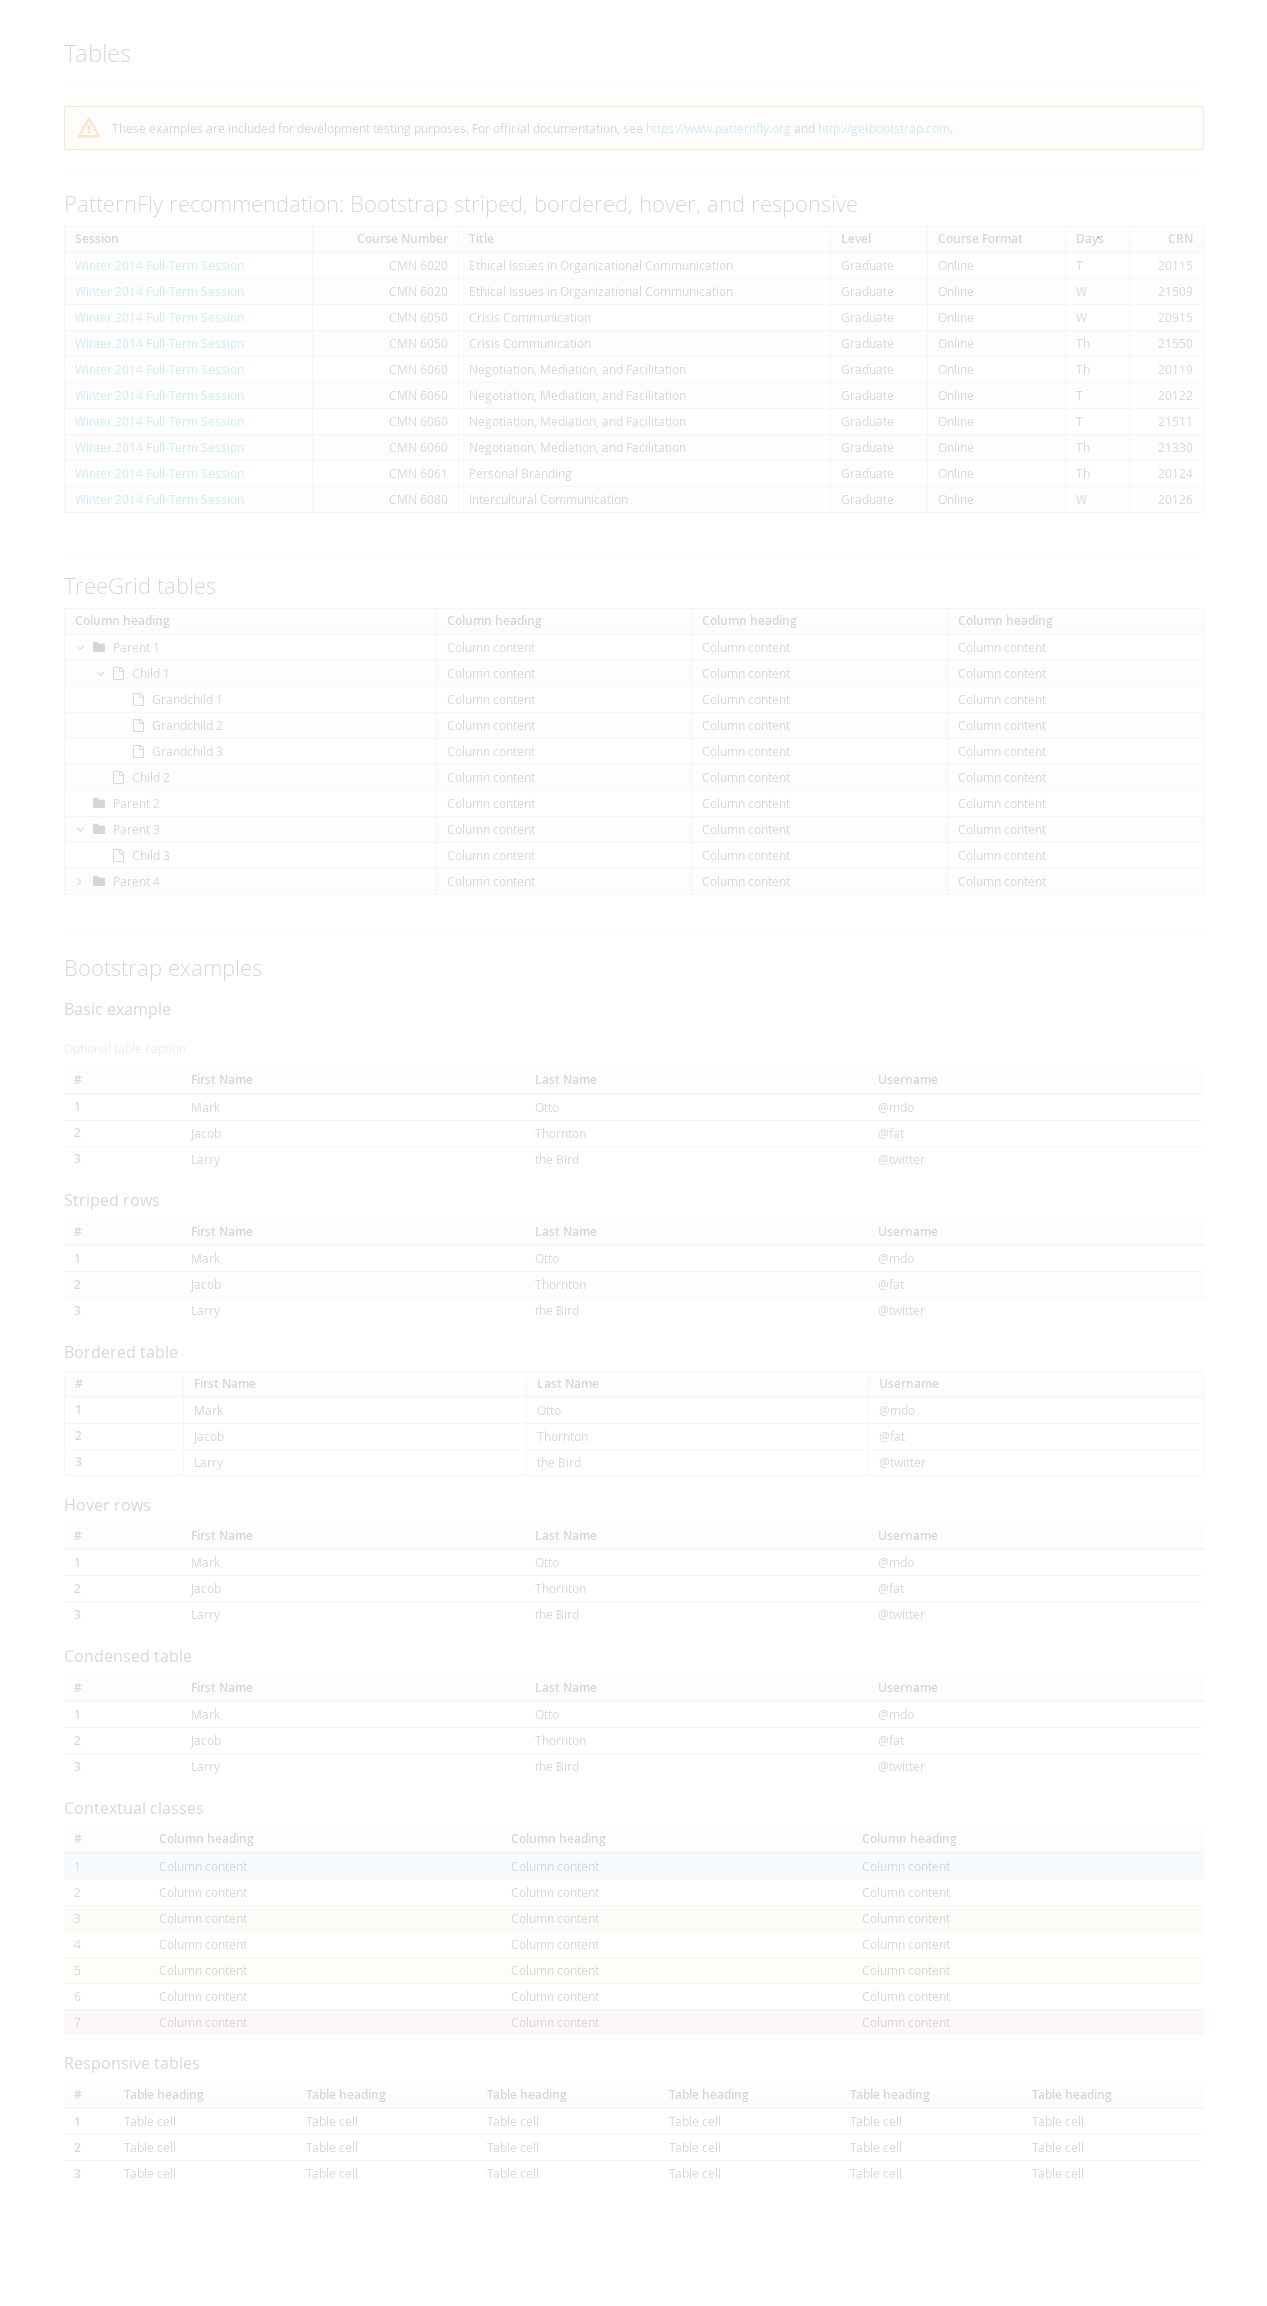 Tables
These examples are included for development testing purposes. For official documentation, see https://www.patternfly.org and http://getbootstrap.com.
PatternFly recommendation: Bootstrap striped, bordered, hover, and responsive
Session Course Number Title Level Course Format Days CRN
Winter 2014 Full-Term Session CMN 6020 Ethical Issues in Organizational Communication Graduate Online T 20115
Winter 2014 Full-Term Session CMN 6020 Ethical Issues in Organizational Communication Graduate Online W 21509
Winter 2014 Full-Term Session CMN 6050 Crisis Communication Graduate Online W 20915
Winter 2014 Full-Term Session CMN 6050 Crisis Communication Graduate Online Th 21550
Winter 2014 Full-Term Session CMN 6060 Negotiation, Mediation, and Facilitation Graduate Online Th 20119
Winter 2014 Full-Term Session CMN 6060 Negotiation, Mediation, and Facilitation Graduate Online T 20122
Winter 2014 Full-Term Session CMN 6060 Negotiation, Mediation, and Facilitation Graduate Online T 21511
Winter 2014 Full-Term Session CMN 6060 Negotiation, Mediation, and Facilitation Graduate Online Th 21330
Winter 2014 Full-Term Session CMN 6061 Personal Branding Graduate Online Th 20124
Winter 2014 Full-Term Session CMN 6080 Intercultural Communication Graduate Online W 20126
TreeGrid tables
Column heading Column heading Column heading Column heading
Parent 1 Column content Column content Column content
Child 1 Column content Column content Column content
Grandchild 1 Column content Column content Column content
Grandchild 2 Column content Column content Column content
Grandchild 3 Column content Column content Column content
Child 2 Column content Column content Column content
Parent 2 Column content Column content Column content
Parent 3 Column content Column content Column content
Child 3 Column content Column content Column content
Parent 4 Column content Column content Column content
Bootstrap examples
Basic example
Optional table caption.
# First Name Last Name Username
1 Mark Otto @mdo
2 Jacob Thornton @fat
3 Larry the Bird @twitter
Striped rows
# First Name Last Name Username
1 Mark Otto @mdo
2 Jacob Thornton @fat
3 Larry the Bird @twitter
Bordered table
# First Name Last Name Username
1 Mark Otto @mdo
2 Jacob Thornton @fat
3 Larry the Bird @twitter
Hover rows
# First Name Last Name Username
1 Mark Otto @mdo
2 Jacob Thornton @fat
3 Larry the Bird @twitter
Condensed table
# First Name Last Name Username
1 Mark Otto @mdo
2 Jacob Thornton @fat
3 Larry the Bird @twitter
Contextual classes
# Column heading Column heading Column heading
1 Column content Column content Column content
2 Column content Column content Column content
3 Column content Column content Column content
4 Column content Column content Column content
5 Column content Column content Column content
6 Column content Column content Column content
7 Column content Column content Column content
Responsive tables
# Table heading Table heading Table heading Table heading Table heading Table heading
1 Table cell Table cell Table cell Table cell Table cell Table cell
2 Table cell Table cell Table cell Table cell Table cell Table cell
3 Table cell Table cell Table cell Table cell Table cell Table cell